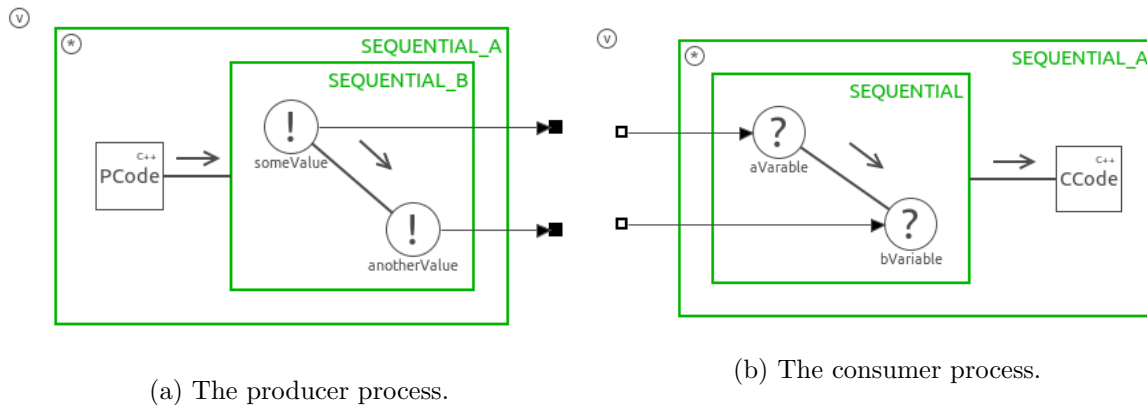 v
*
SEQUENTIAL_A
SEQUENTIAL_B
!
someValue
C++
PCode
!
anotherValue
(a) The producer process.
v
*
SEQUENTIAL_A
SEQUENTIAL
?
aVarable
C++
CCode
?
bVariable
(b) The consumer process.